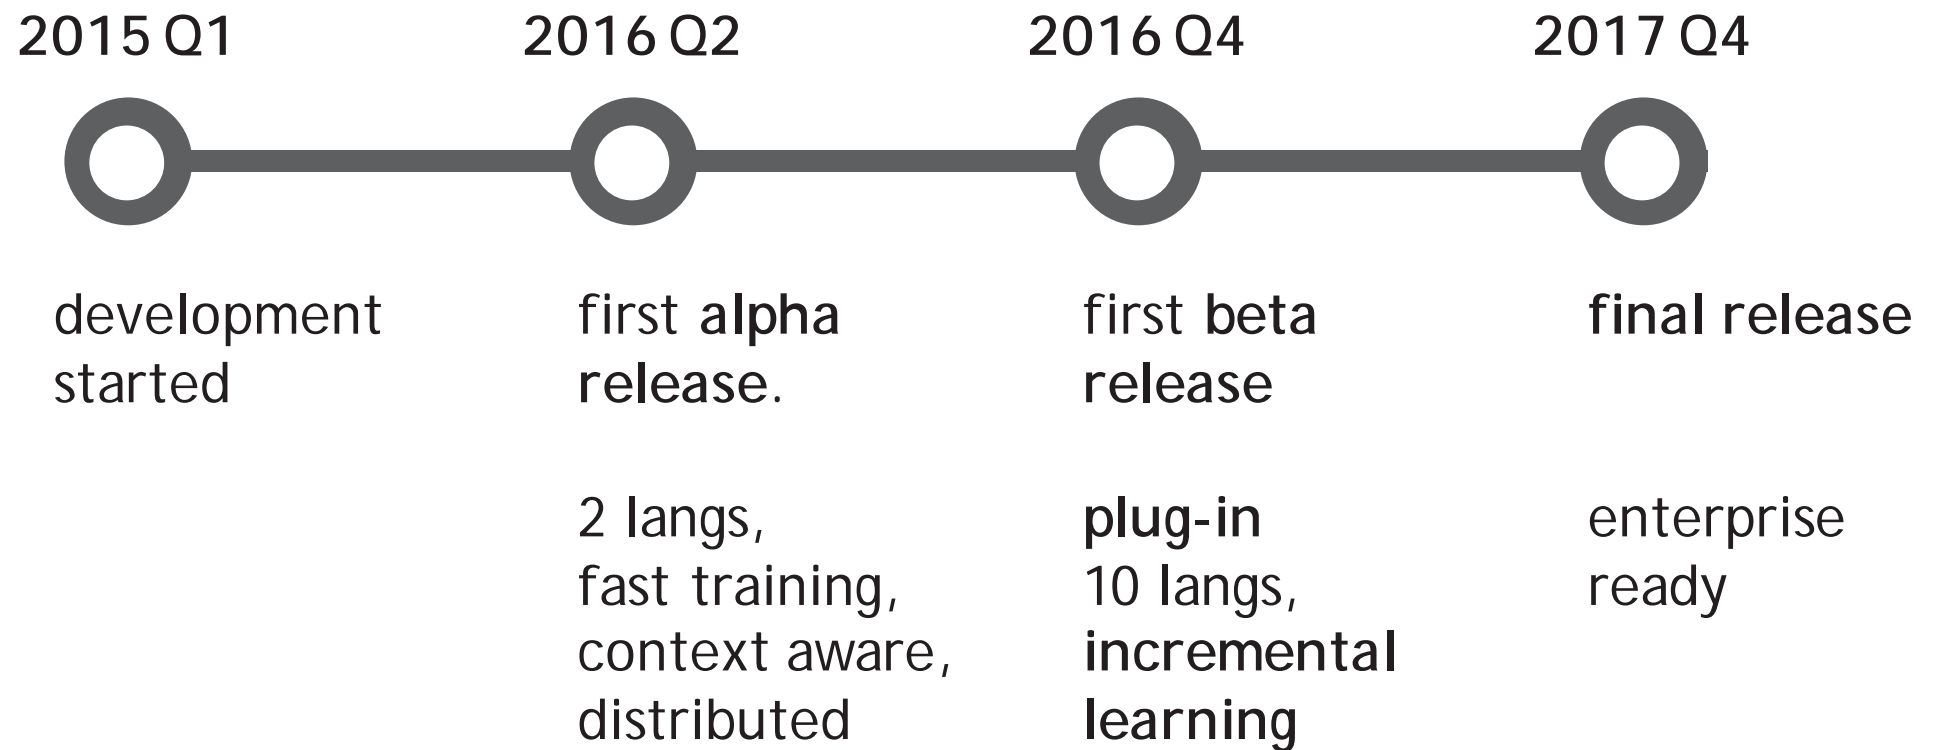 2015 Q1
2016 Q2
2016 Q4
2017 Q4
development
started
first alpha
release.
2 langs,
fast training,
context aware,
distributed
first beta
release
plug-in
10 langs,
incremental
learning
final release
enterprise
ready